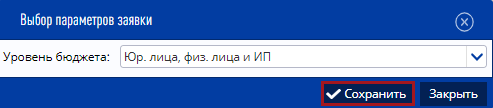 Выбор параметров заявки
Уровень бюджета: Юр. лица, физ. лица и ИП
Сохранить Закрыть